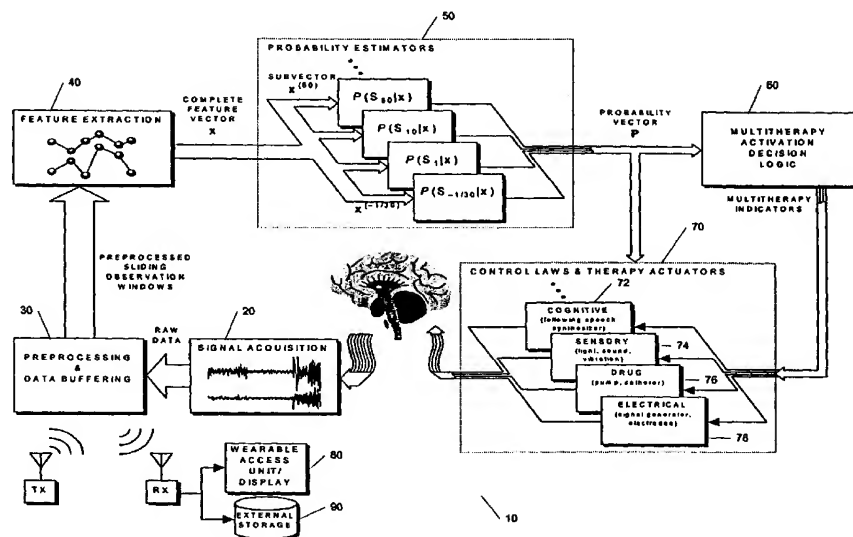 50
PROBABILITY ESTIMATORS
40
COMPLETE
FEATURE
VECTOR
X
SUBVECTOR
X(60)
P(S60|x)
P(S10|x)
P(S1|x)
P(S-1/30|x)
X(-1/30)
FEATURE EXTRACTION
PROBABILITY
VECTOR
P
60
MULTITHERAPY
ACTIVATION
DECISION
LOGIC
MULTITHERAPY
INDICATORS
PREPROCESSED
SLIDING
OBSERVATION
WINDOWS
70
CONTROL LAWS & THERAPY ACTUATORS
72
COGNITIVE
(following speech
synthesizer)
SENSORY
(light, sound,
vibration)
74
DRUG
(pump, catheter)
76
ELECTRICAL
(signal generator,
electrodes)
78
30
RAW
DATA
20
PREPROCESSING
&
DATA BUFFERING
SIGNAL ACQUISITION
TX
RX
WEARABLE
ACCESS
UNIT/
DISPLAY
80
EXTERNAL
STORAGE
90
10